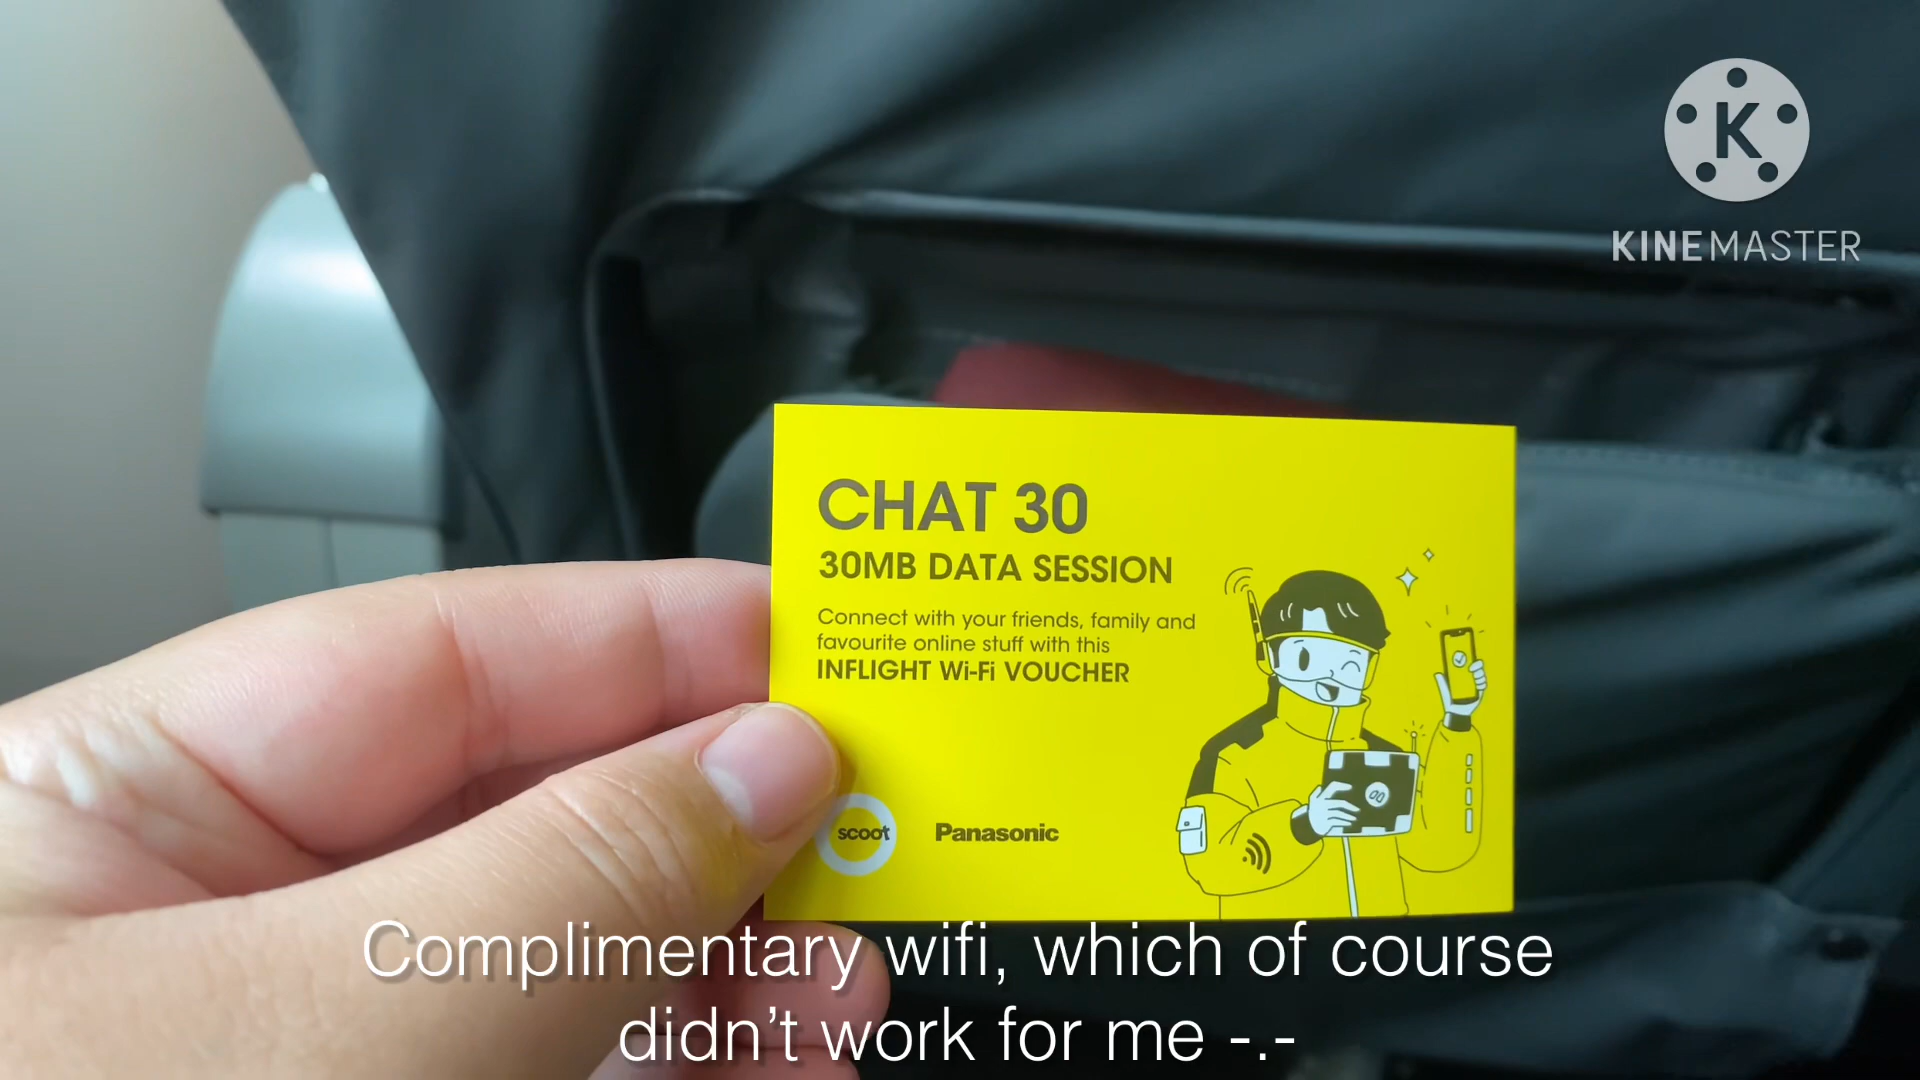 K
KINEMASTER
CHAT 30
30MB DATA SESSION
Connect with your friends, family and
favourite online stuff with this
INFLIGHT Wi-Fi VOUCHER
scoot
Panasonic
Complimentary wifi, which of course
didn't work for me -.-